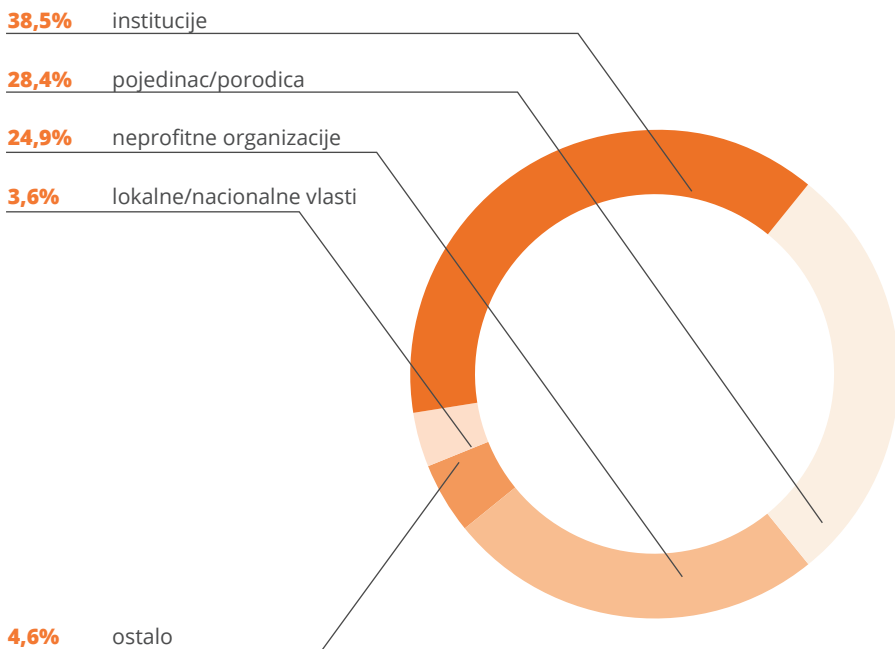 38,5% institucije
28,4% pojedinac/porodica
24,9% neprofitne organizacije
3,6% lokalne/nacionalne vlasti
4,6% ostalo